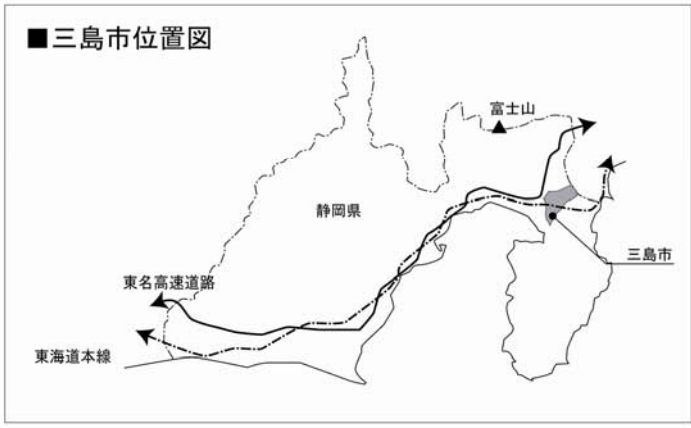 ■三島市位置図
富士山
静岡県
三島市
東名高速道路
東海道本線